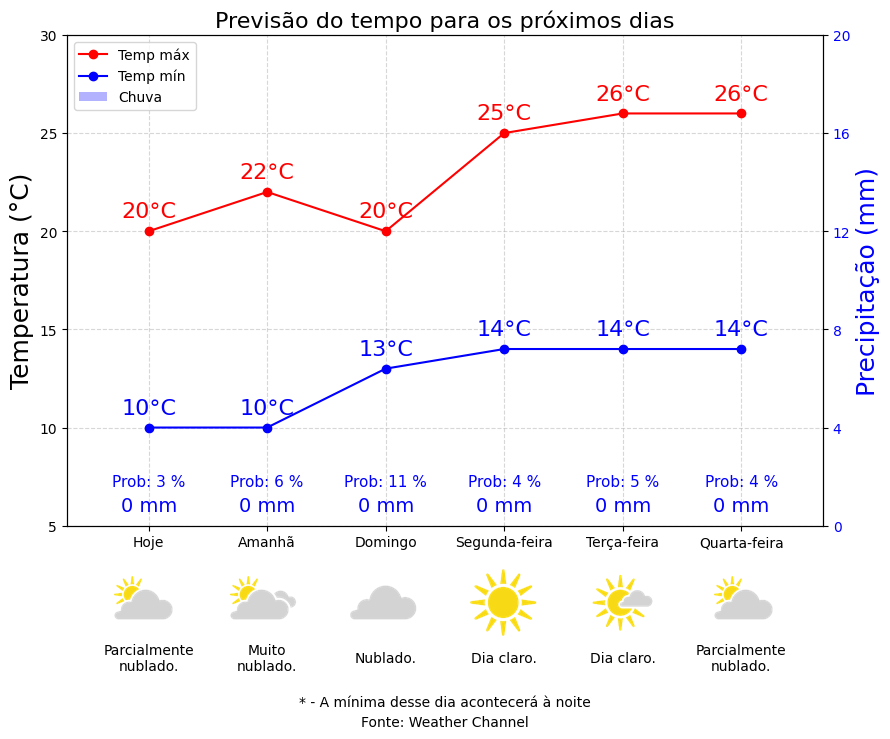 Previsão do tempo para os próximos dias
Temp máx
Temp mín
Chuva
Temperatura (°C)
Precipitação (mm)
30
25
20
15
10
5
20
16
12
8
4
0
20°C
22°C
20°C
25°C
26°C
26°C
10°C
10°C
13°C
14°C
14°C
14°C
Prob: 3 %
Prob: 6 %
Prob: 11 %
Prob: 4 %
Prob: 5 %
Prob: 4 %
0 mm
0 mm
0 mm
0 mm
0 mm
0 mm
Hoje
Amanhã
Domingo
Segunda-feira
Terça-feira
Quarta-feira
Parcialmente
nublado.
Muito
nublado.
Nublado.
Dia claro.
Dia claro.
Parcialmente
nublado.
* - A mínima desse dia acontecerá à noite
Fonte: Weather Channel